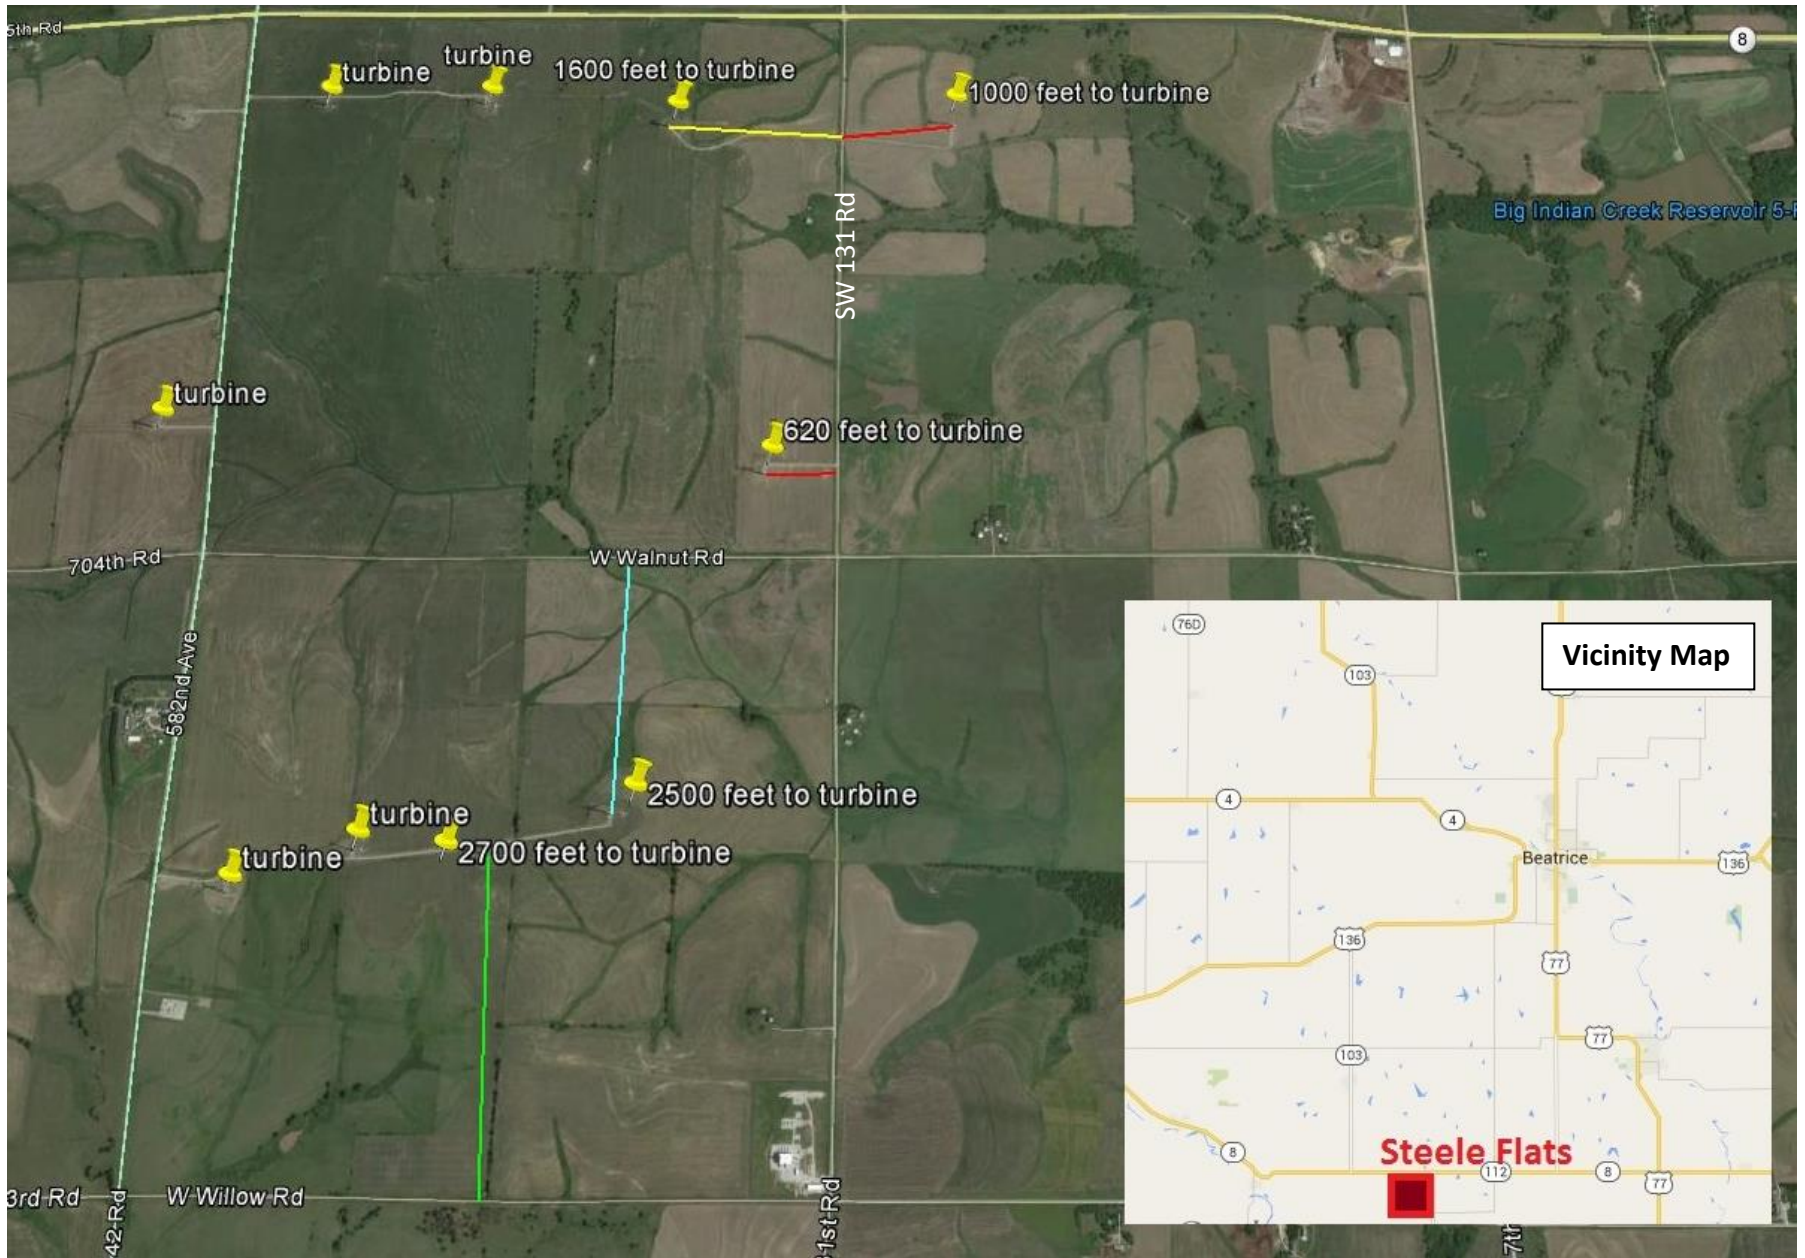 5th Rd
8
turbine
turbine
1600 feet to turbine
1000 feet to turbine
SW 131 Rd
Big Indian Creek Reservoir 5-
turbine
620 feet to turbine
704th Rd
W Walnut Rd
582nd Ave
2500 feet to turbine
turbine
2700 feet to turbine
turbine
3rd Rd
W Willow Rd
42 Rd
31st Rd
7th
Vicinity Map
76D
103
4
4
Beatrice
136
136
77
77
103
8
Steele Flats
112
8
77